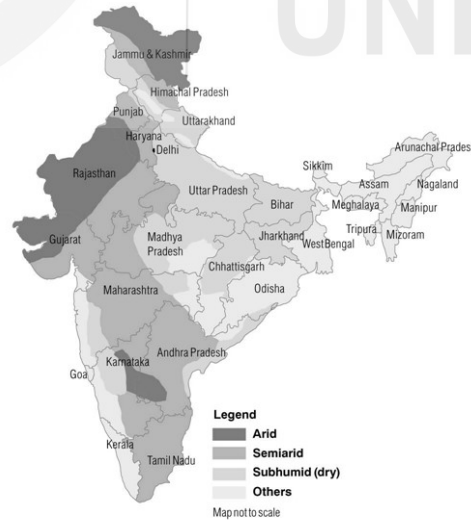 UNI
Jammu & Kashmir
Himachal Pradesh
Punjab
Uttarakhand
Haryana
Delhi
Rajasthan
Arunachal Prades
Sikkim
Assam
Nagaland
Uttar Pradesh
Bihar
Meghalaya
Manipur
Gujarat
Madhya
Pradesh
Jharkhand
WestBengal
Tripura
Mizoram
Chhattisgarh
Maharashtra
Odisha
Andhra Pradesh
Karnataka
Goa
Kerala
Tamil Nadu
Legend
Arid
Semiarid
Subhumid (dry)
Others
Map not to scale